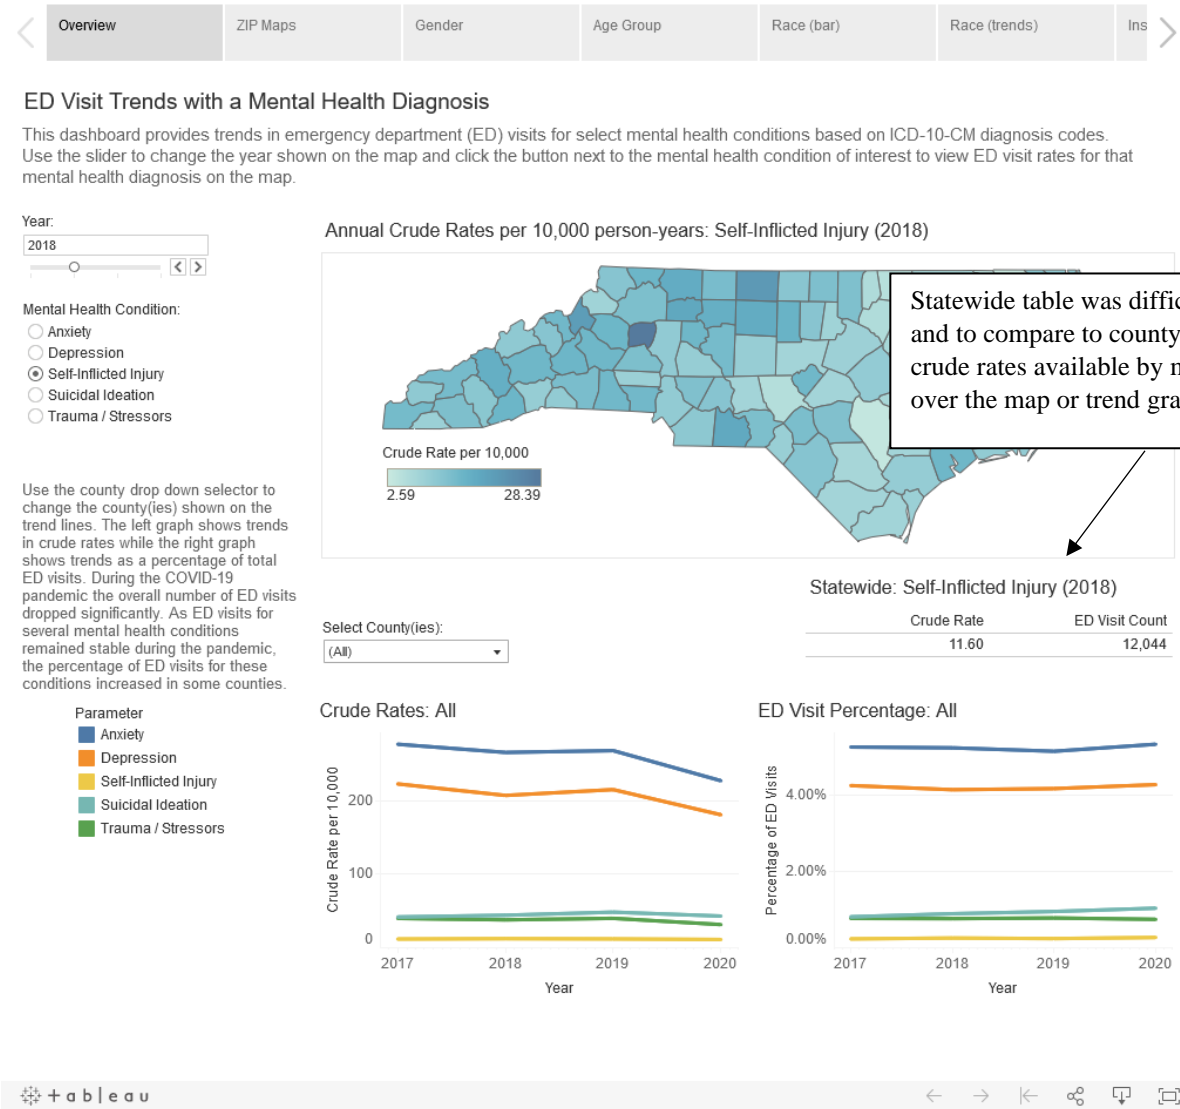 Overview
ZIP Maps
Gender
Age Group
Race (bar)
Race (trends)
Ins
ED Visit Trends with a Mental Health Diagnosis
This dashboard provides trends in emergency department (ED) visits for select mental health conditions based on ICD-10-CM diagnosis codes.
Use the slider to change the year shown on the map and click the button next to the mental health condition of interest to view ED visit rates for that
mental health diagnosis on the map.
Year:
2018
Mental Health Condition:
Anxiety
Depression
Self-Inflicted Injury
Suicidal Ideation
Trauma / Stressors
Annual Crude Rates per 10,000 person-years: Self-Inflicted Injury (2018)
Statewide table was diffic
and to compare to county
crude rates available by m
over the map or trend gra
Crude Rate per 10,000
2.59 28.39
Use the county drop down selector to
change the county(ies) shown on the
trend lines. The left graph shows trends
in crude rates while the right graph
shows trends as a percentage of total
ED visits. During the COVID-19
pandemic the overall number of ED visits
dropped significantly. As ED visits for
several mental health conditions
remained stable during the pandemic,
the percentage of ED visits for these
conditions increased in some counties.
Select County(ies):
(All)
Statewide: Self-Inflicted Injury (2018)
Crude Rate ED Visit Count
11.60 12,044
Parameter
Anxiety
Depression
Self-Inflicted Injury
Suicidal Ideation
Trauma / Stressors
Crude Rates: All
Crude Rate per 10,000
200
100
0
2017 2018 2019 2020
Year
ED Visit Percentage: All
Percentage of ED Visits
4.00%
2.00%
0.00%
2017 2018 2019 2020
Year
+ a b l e a u